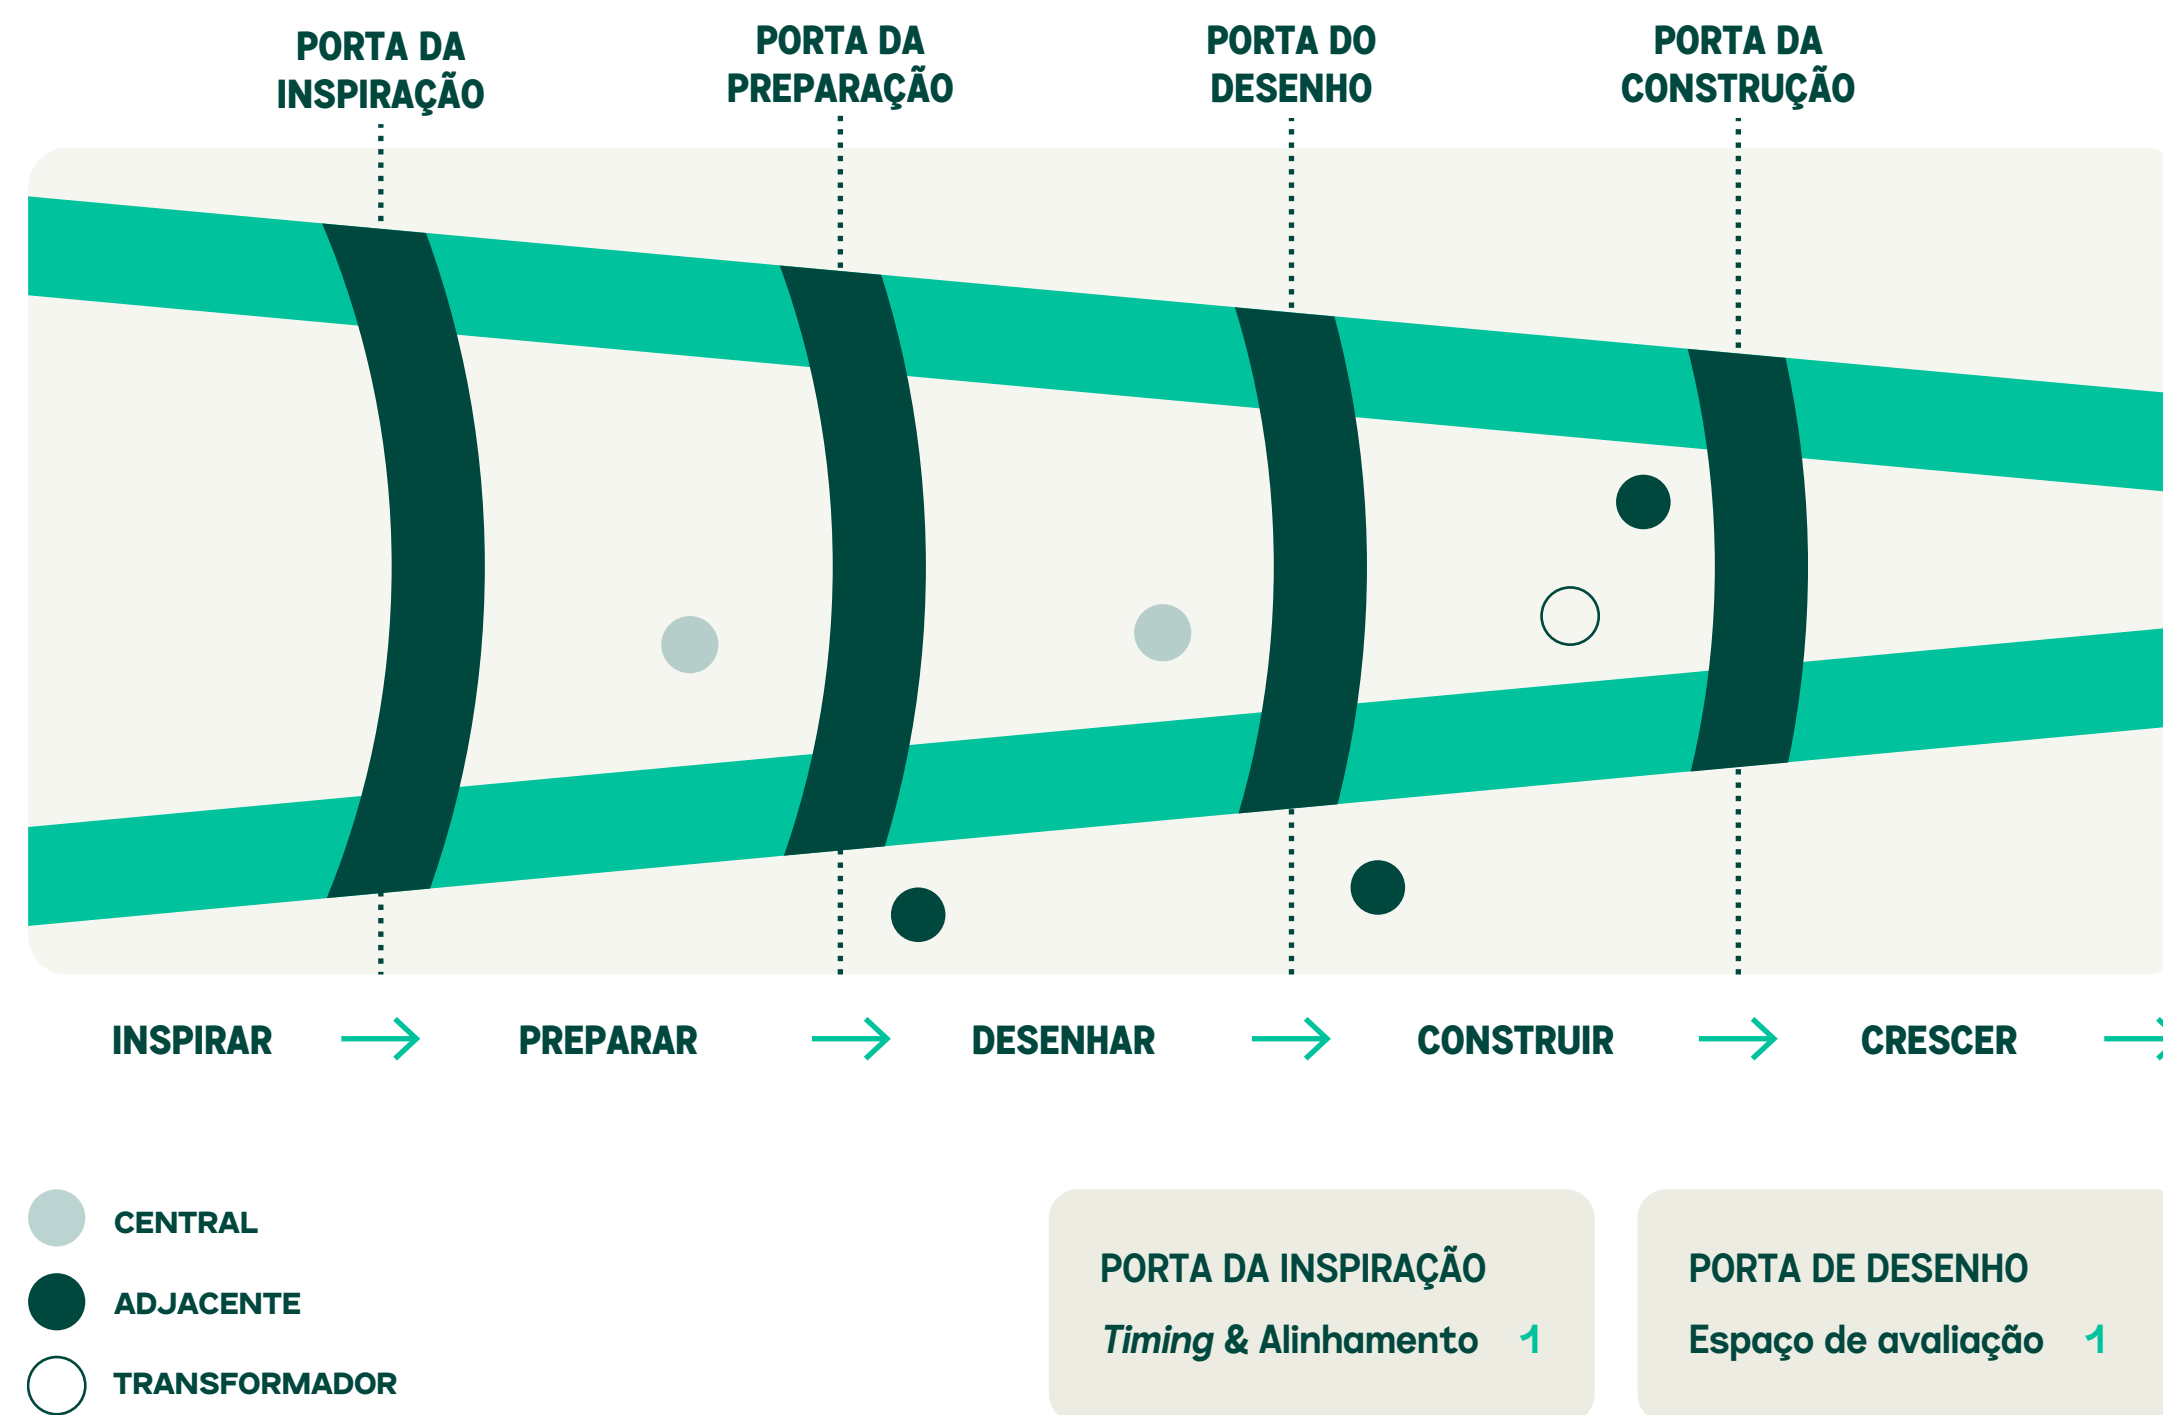 PORTA DA
INSPIRAÇÃO
PORTA DA
PREPARAÇÃO
PORTA DO
DESENHO
PORTA DA
CONSTRUÇÃO
INSPIRAR
PREPARAR
DESENHAR
CONSTRUIR
CRESCER
CENTRAL
ADJACENTE
TRANSFORMADOR
PORTA DA INSPIRAÇÃO
Timing & Alinhamento 1
PORTA DE DESENHO
Espaço de avaliação 1